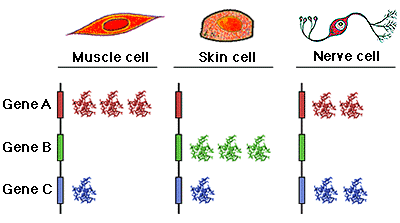 Muscle cell
Skin cell
Nerve cell
Gene A
Gene B
Gene C